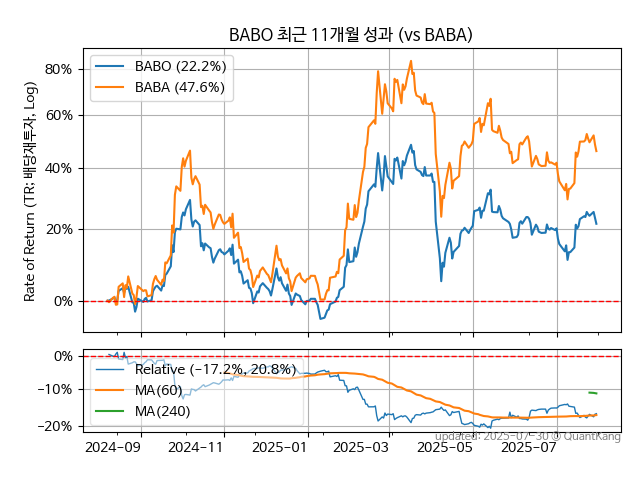 BABO 최근 11개월 성과 (vs BABA)
BABO (22.2%)
BABA (47.6%)
Rate of Return (TR: 배당재투자, Log)
80%
60%
40%
20%
0%
Relative (-17.2%, 20.8%)
MA(60)
MA(240)
0%
-10%
-20%
2024-09
2024-11
2025-01
2025-03
2025-05
2025-07
updated: 2025-07-30 © QuantKang